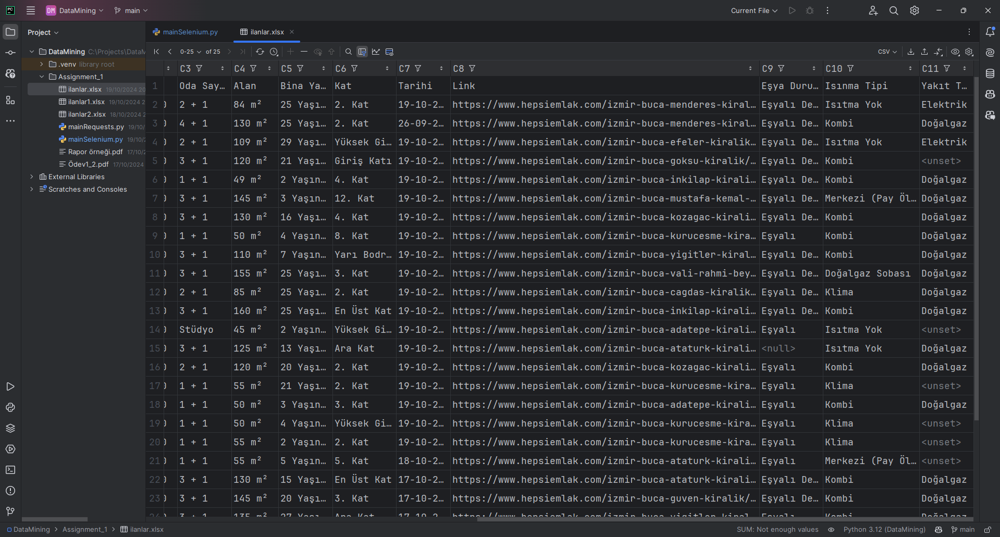 DM DataMining main Current File
Project
mainSelenium.py ilanlar.xlsx
DataMining C:\Projects\DataM
.venv library root
Assignment_1
ilanlar.xlsx 19/10/2024 20
ilanlar1.xlsx 19/10/2024 2
ilanlar2.xlsx 18/10/2024 2
mainRequests.py 19/10/
mainSelenium.py 19/10/2
Rapor örneği.pdf 17/10/2
Ödev1_2.pdf 17/10/2024
External Libraries
Scratches and Consoles
0-25 of 25 CSV
C3 C4 C5 C6 C7 C8 C9 C10 C11
1 Oda Say… Alan Bina Ya… Kat Tarihi Link Eşya Duru… Isınma Tipi Yakıt T…
2 2 + 1 84 m² 25 Yaşı… 2. Kat 19-10-2… https://www.hepsiemlak.com/izmir-buca-menderes-kiral… Eşyalı De… Isıtma Yok Elektrik
3 4 + 1 130 m² 25 Yaşı… 2. Kat 26-09-2… https://www.hepsiemlak.com/izmir-buca-menderes-kiral… Eşyalı De… Kombi Doğalgaz
4 2 + 1 109 m² 29 Yaşı… Yüksek Gi… 19-10-2… https://www.hepsiemlak.com/izmir-buca-efeler-kiralik… Eşyalı De… Isıtma Yok Elektrik
5 3 + 1 120 m² 21 Yaşı… Giriş Katı 19-10-2… https://www.hepsiemlak.com/izmir-buca-goksu-kiralik/… Eşyalı De… Kombi <unset>
6 1 + 1 49 m² 2 Yaşın… 4. Kat 19-10-2… https://www.hepsiemlak.com/izmir-buca-inkilap-kirali… Eşyalı De… Kombi Doğalgaz
7 3 + 1 145 m² 3 Yaşın… 12. Kat 19-10-2… https://www.hepsiemlak.com/izmir-buca-mustafa-kemal-… Eşyalı De… Merkezi (Pay Öl… Doğalgaz
8 3 + 1 130 m² 16 Yaşı… 4. Kat 19-10-2… https://www.hepsiemlak.com/izmir-buca-kozagac-kirali… Eşyalı De… Kombi Doğalgaz
9 1 + 1 50 m² 4 Yaşın… 8. Kat 19-10-2… https://www.hepsiemlak.com/izmir-buca-kurucesme-kira… Eşyalı Kombi Doğalgaz
10 3 + 1 110 m² 7 Yaşın… Yarı Bodr… 19-10-2… https://www.hepsiemlak.com/izmir-buca-yigitler-kiral… Eşyalı De… Kombi Doğalgaz
11 3 + 1 155 m² 25 Yaşı… 3. Kat 19-10-2… https://www.hepsiemlak.com/izmir-buca-vali-rahmi-bey… Eşyalı De… Doğalgaz Sobası Doğalgaz
12 2 + 1 85 m² 25 Yaşı… 2. Kat 19-10-2… https://www.hepsiemlak.com/izmir-buca-cagdas-kiralik… Eşyalı De… Klima Doğalgaz
13 3 + 1 160 m² 25 Yaşı… En Üst Kat 19-10-2… https://www.hepsiemlak.com/izmir-buca-inkilap-kirali… Eşyalı De… Kombi Doğalgaz
14 Stüdyo 45 m² 2 Yaşın… Yüksek Gi… 19-10-2… https://www.hepsiemlak.com/izmir-buca-adatepe-kirali… Eşyalı Isıtma Yok <unset>
15 3 + 1 125 m² 13 Yaşı… Ara Kat 19-10-2… https://www.hepsiemlak.com/izmir-buca-ataturk-kirali… <null> Isıtma Yok Doğalgaz
16 2 + 1 120 m² 20 Yaşı… 2. Kat 19-10-2… https://www.hepsiemlak.com/izmir-buca-kozagac-kirali… Eşyalı Kombi Doğalgaz
17 1 + 1 55 m² 21 Yaşı… 2. Kat 19-10-2… https://www.hepsiemlak.com/izmir-buca-kurucesme-kira… Eşyalı Klima <unset>
18 1 + 1 50 m² 3 Yaşın… 3. Kat 19-10-2… https://www.hepsiemlak.com/izmir-buca-adatepe-kirali… Eşyalı Kombi Doğalgaz
19 1 + 1 50 m² 4 Yaşın… Yüksek Gi… 19-10-2… https://www.hepsiemlak.com/izmir-buca-kurucesme-kira… Eşyalı Klima <unset>
20 1 + 1 55 m² 2 Yaşın… 2. Kat 19-10-2… https://www.hepsiemlak.com/izmir-buca-kurucesme-kira… Eşyalı Klima <unset>
21 1 + 1 55 m² 5 Yaşın… 5. Kat 18-10-2… https://www.hepsiemlak.com/izmir-buca-ataturk-kirali… Eşyalı Merkezi (Pay Öl… <unset>
22 3 + 1 130 m² 15 Yaşı… En Üst Kat 17-10-2… https://www.hepsiemlak.com/izmir-buca-ataturk-kirali… Eşyalı De… Kombi Doğalgaz
23 3 + 1 145 m² 20 Yaşı… 3. Kat 17-10-2… https://www.hepsiemlak.com/izmir-buca-guven-kiralik/… Eşyalı De… Kombi Doğalgaz
24 3 + 1 135 m² 27 Yaşı… Ara Kat 17-10-2… https://www.hepsiemlak.com/izmir-buca-yigitler-kiral… Eşyalı De… Kombi Doğalgaz
DataMining > Assignment_1 > ilanlar.xlsx SUM: Not enough values Python 3.12 (DataMining) main